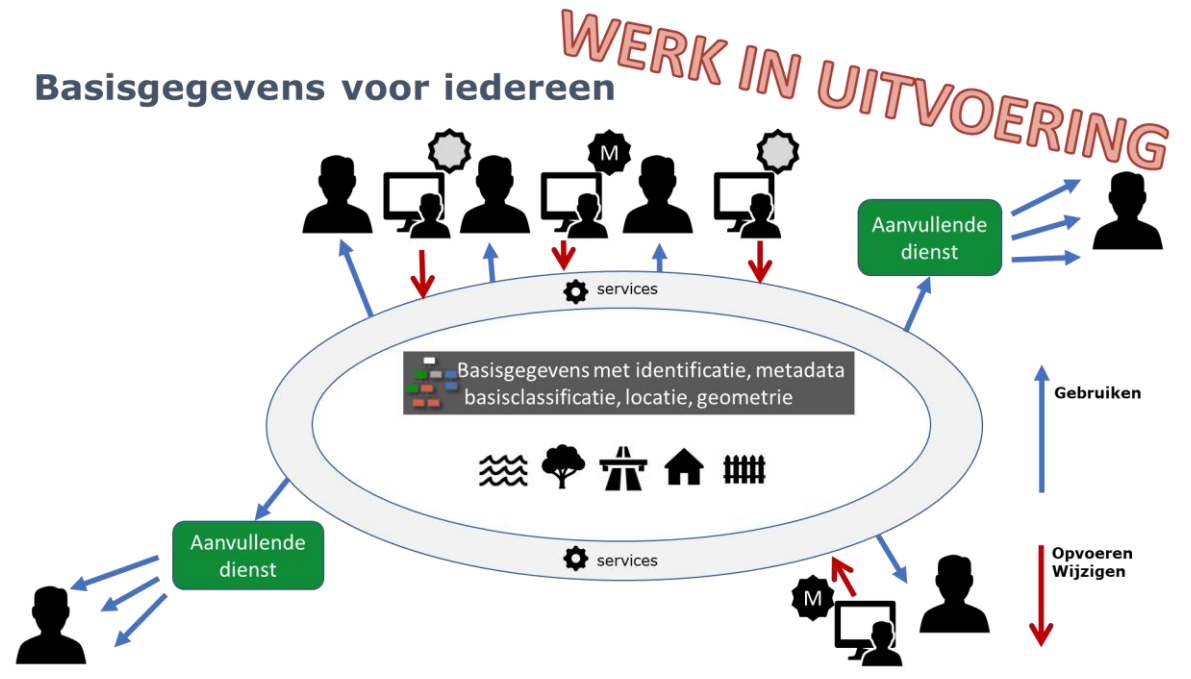 WERK IN UITVOERING
Basisgegevens voor iedereen
M
Aanvullende
dienst
services
Basisgegevens met identificatie, metadata
basisclassificatie, locatie, geometrie
Gebruiken
Aanvullende
dienst
services
Opvoeren
Wijzigen
M